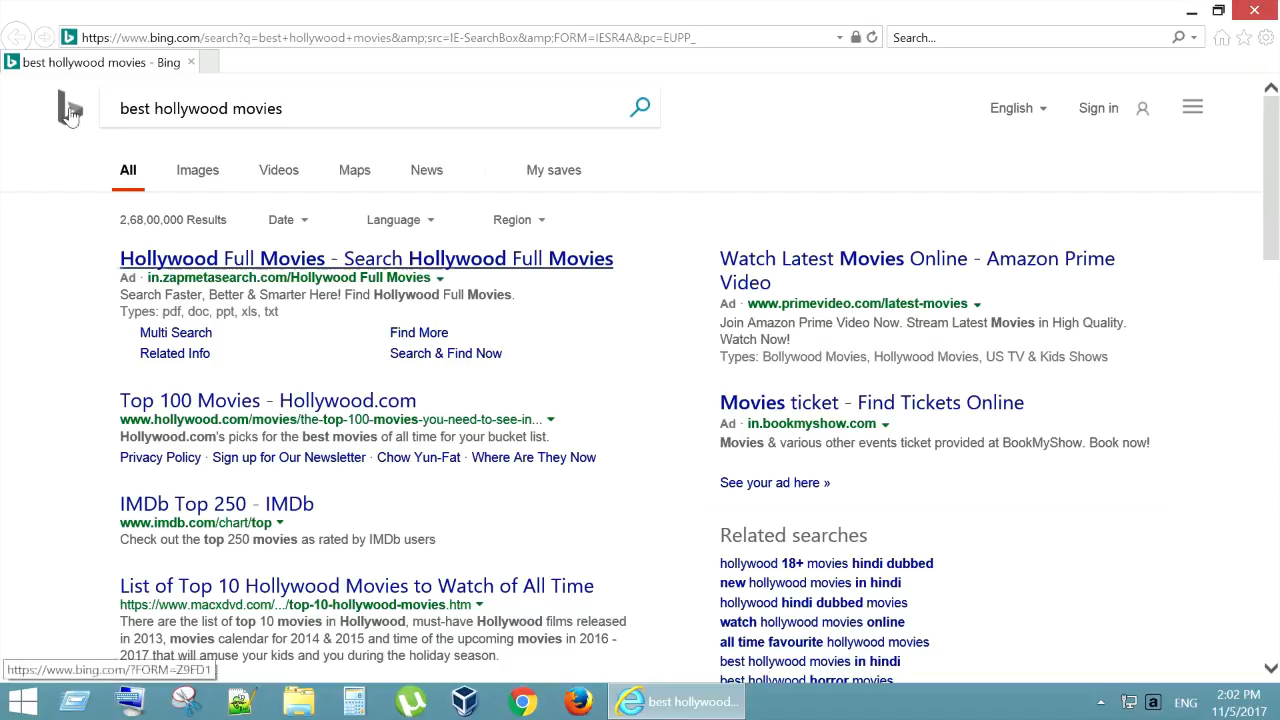 https://www.bing.com/search?q=best+hollywood+movies&amp;src=IE-SearchBox&amp;FORM=IESR4A&pc=EUPP_
Search...
best hollywood movies - Bing
best hollywood movies
English
Sign in
All
Images
Videos
Maps
News
My saves
2,68,00,000 Results
Date
Language
Region
Hollywood Full Movies - Search Hollywood Full Movies
Ad · in.zapmetasearch.com/Hollywood Full Movies
Search Faster, Better & Smarter Here! Find Hollywood Full Movies.
Types: pdf, doc, ppt, xls, txt
Multi Search
Find More
Related Info
Search & Find Now
Top 100 Movies - Hollywood.com
www.hollywood.com/movies/the-top-100-movies-you-need-to-see-in...
Hollywood.com's picks for the best movies of all time for your bucket list.
Privacy Policy · Sign up for Our Newsletter · Chow Yun-Fat · Where Are They Now
IMDb Top 250 - IMDb
www.imdb.com/chart/top
Check out the top 250 movies as rated by IMDb users
List of Top 10 Hollywood Movies to Watch of All Time
https://www.macxdvd.com/.../top-10-hollywood-movies.htm
There are the list of top 10 movies in Hollywood, must-have Hollywood films released
in 2013, movies calendar for 2014 & 2015 and time of the upcoming movies in 2016 -
2017 that will amuse your kids and you during the holiday season.
Watch Latest Movies Online - Amazon Prime
Video
Ad · www.primevideo.com/latest-movies
Join Amazon Prime Video Now. Stream Latest Movies in High Quality.
Watch Now!
Types: Bollywood Movies, Hollywood Movies, US TV & Kids Shows
Movies ticket - Find Tickets Online
Ad · in.bookmyshow.com
Movies & various other events ticket provided at BookMyShow. Book now!
See your ad here »
Related searches
hollywood 18+ movies hindi dubbed
new hollywood movies in hindi
hollywood hindi dubbed movies
watch hollywood movies online
all time favourite hollywood movies
best hollywood movies in hindi
best hollywood horror movies
https://www.bing.com/?FORM=Z9FD1
best hollywood...
ENG
2:02 PM
11/5/2017